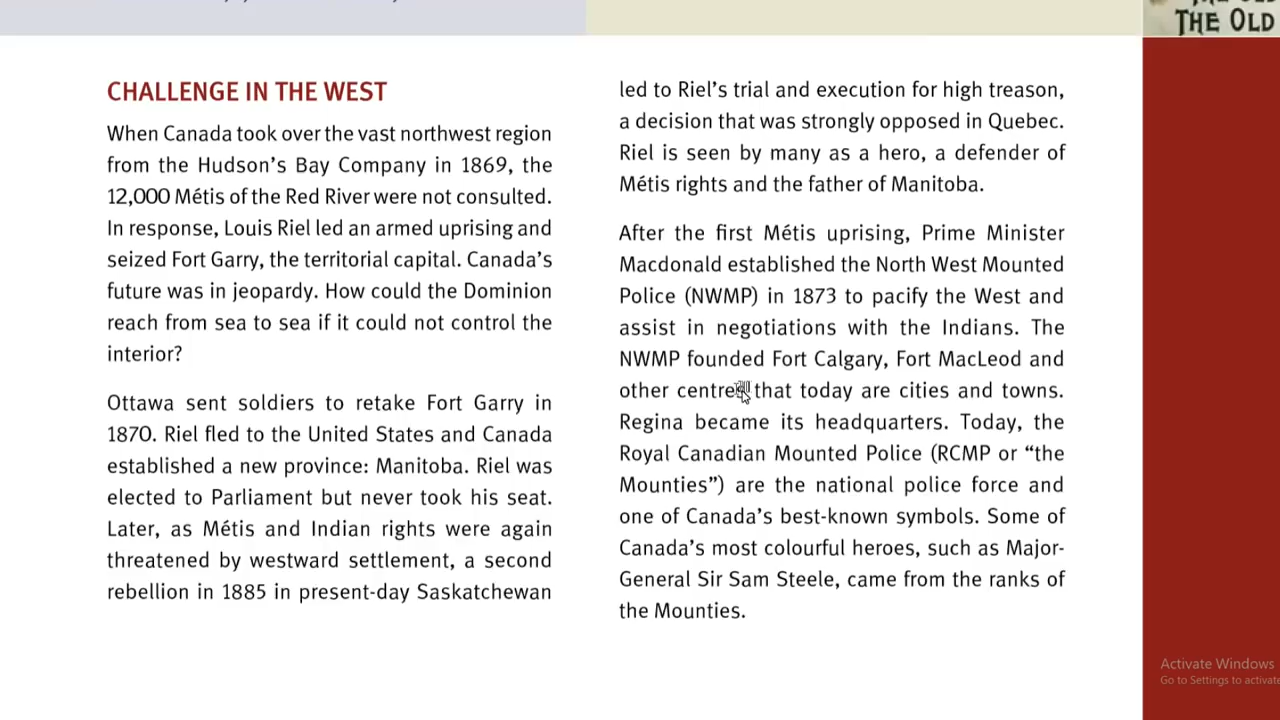 THE OLD
CHALLENGE IN THE WEST
When Canada took over the vast northwest region
from the Hudson’s Bay Company in 1869, the
12,000 Métis of the Red River were not consulted.
In response, Louis Riel led an armed uprising and
seized Fort Garry, the territorial capital. Canada’s
future was in jeopardy. How could the Dominion
reach from sea to sea if it could not control the
interior?
Ottawa sent soldiers to retake Fort Garry in
1870. Riel fled to the United States and Canada
established a new province: Manitoba. Riel was
elected to Parliament but never took his seat.
Later, as Métis and Indian rights were again
threatened by westward settlement, a second
rebellion in 1885 in present-day Saskatchewan
led to Riel’s trial and execution for high treason,
a decision that was strongly opposed in Quebec.
Riel is seen by many as a hero, a defender of
Métis rights and the father of Manitoba.
After the first Métis uprising, Prime Minister
Macdonald established the North West Mounted
Police (NWMP) in 1873 to pacify the West and
assist in negotiations with the Indians. The
NWMP founded Fort Calgary, Fort MacLeod and
other centres that today are cities and towns.
Regina became its headquarters. Today, the
Royal Canadian Mounted Police (RCMP or “the
Mounties”) are the national police force and
one of Canada’s best-known symbols. Some of
Canada’s most colourful heroes, such as Major-
General Sir Sam Steele, came from the ranks of
the Mounties.
Activate Windows
Go to Settings to activate